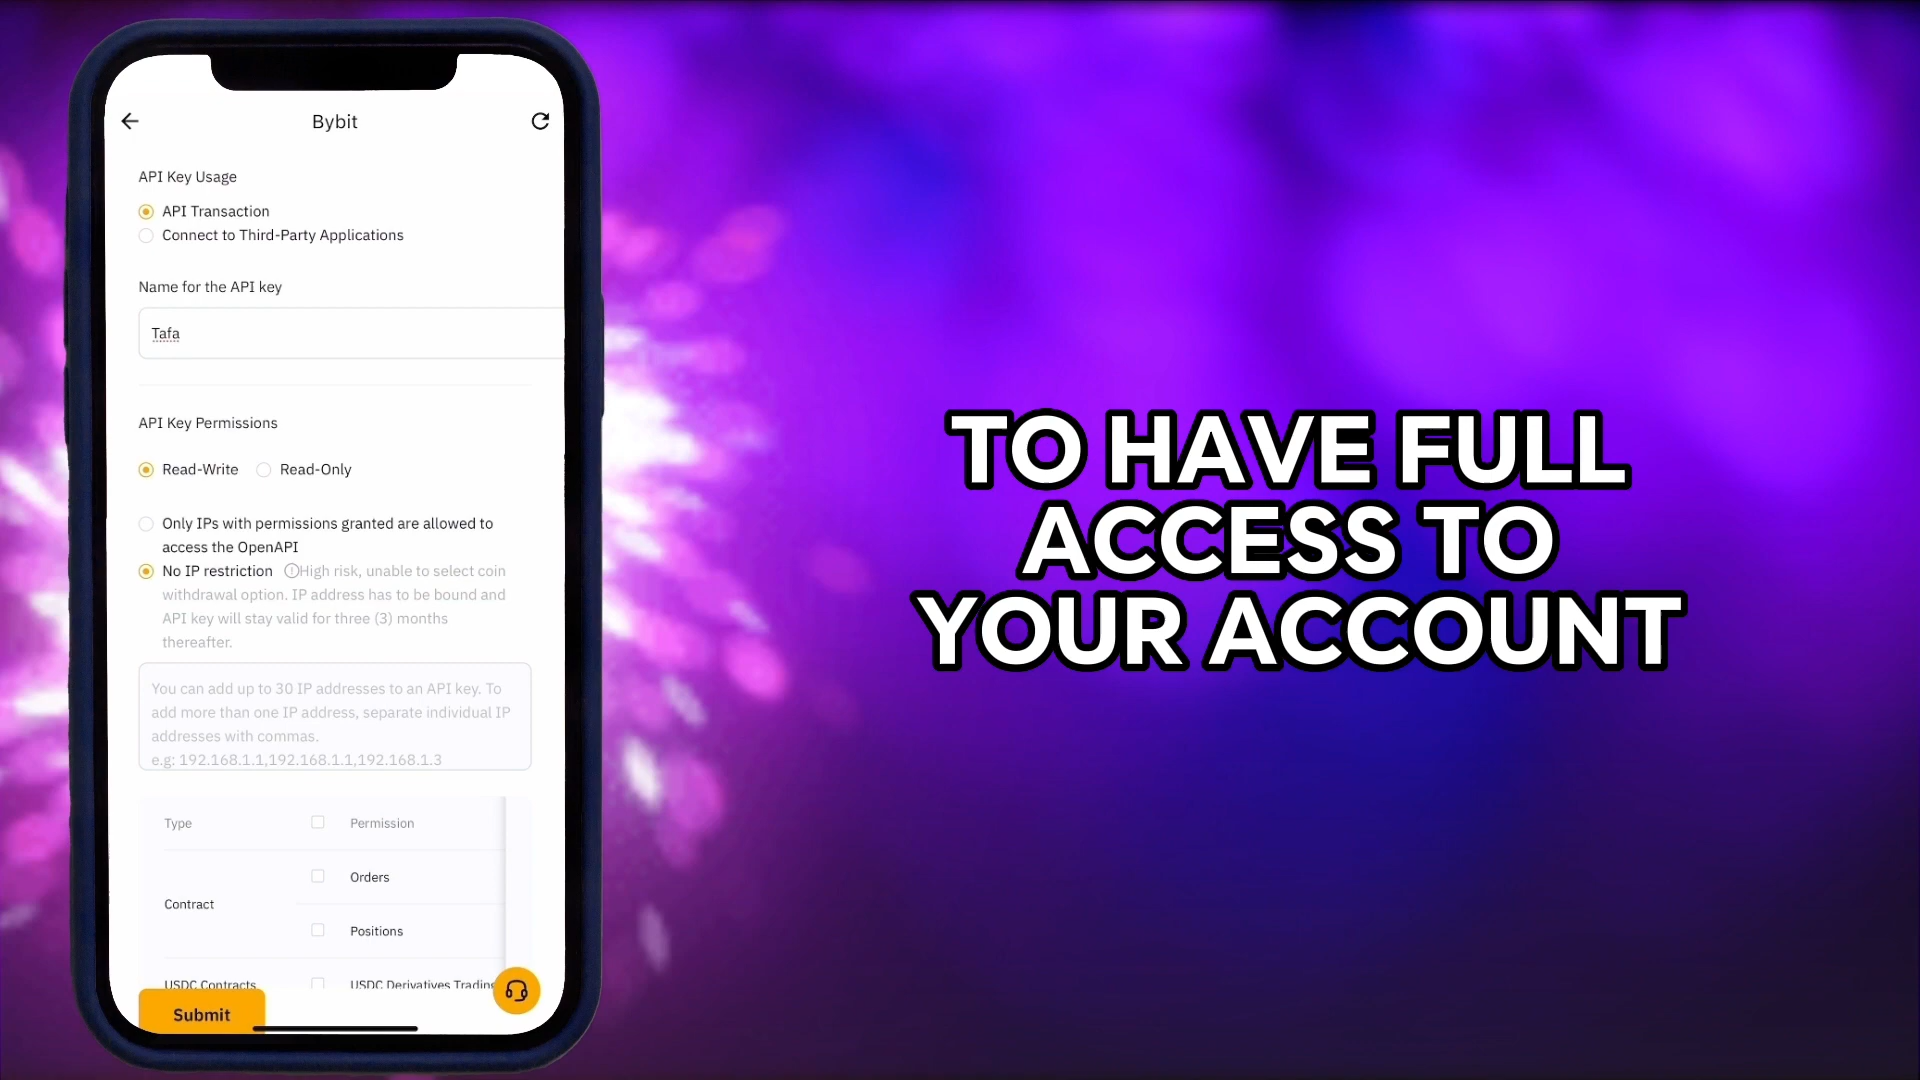 Bybit
API Key Usage
API Transaction
Connect to Third-Party Applications
Name for the API key
Tafa
API Key Permissions
Read-Write Read-Only
Only IPs with permissions granted are allowed to
access the OpenAPI
No IP restriction High risk, unable to select coin
withdrawal option. IP address has to be bound and
API key will stay valid for three (3) months
thereafter.
You can add up to 30 IP addresses to an API key. To
add more than one IP address, separate individual IP
addresses with commas.
e.g: 192.168.1.1,192.168.1.1,192.168.1.3
Type Permission
Orders
Contract
Positions
USDC Contracts USDC Derivatives Trading
Submit
TO HAVE FULL
ACCESS TO
YOUR ACCOUNT